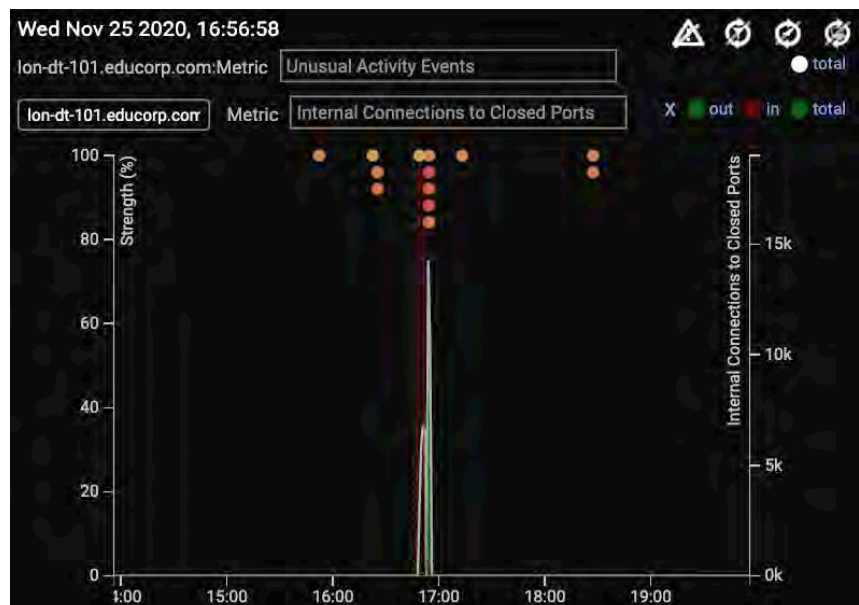 Wed Nov 25 2020, 16:56:58
lon-dt-101.educorp.com:Metric Unusual Activity Events
total
lon-dt-101.educorp.com Metric Internal Connections to Closed Ports X out in total
100
80
60
40
20
0
Strength (%)
15k
10k
5k
0k
Internal Connections to Closed Ports
15:00 16:00 17:00 18:00 19:00